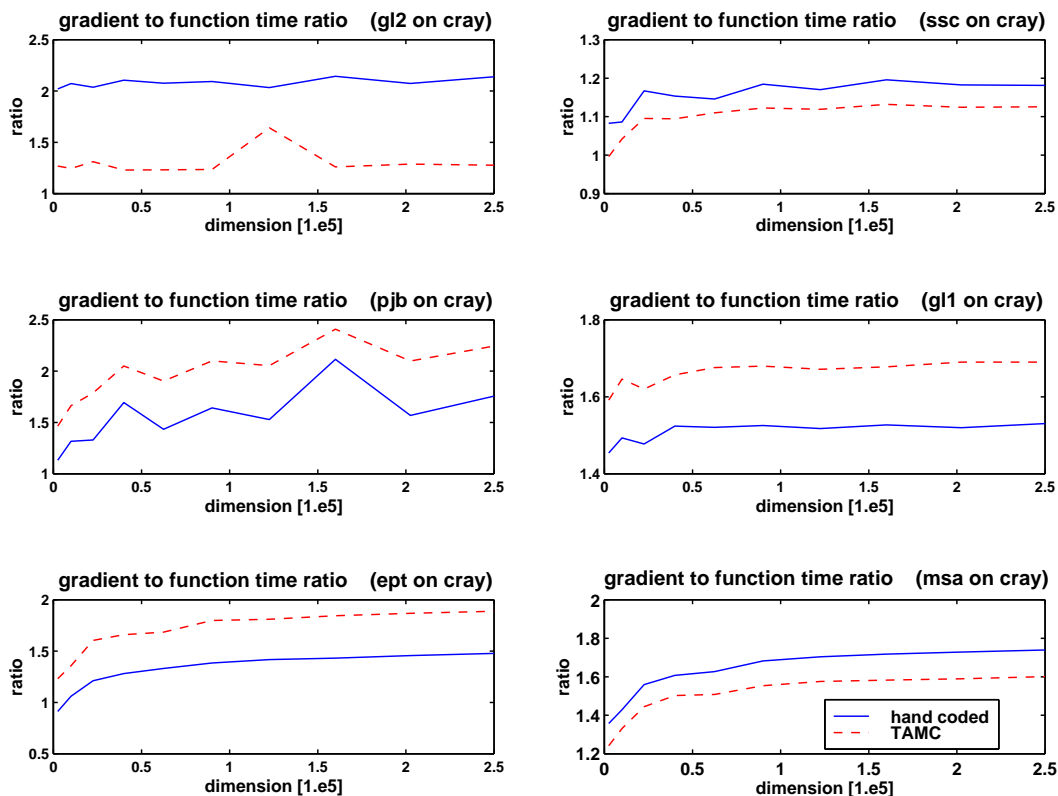 gradient to function time ratio (gl2 on cray)
2.5
2
1.5
1
ratio
0 0.5 1 1.5 2 2.5
dimension [1.e5]
gradient to function time ratio (ssc on cray)
1.3
1.2
1.1
1
0.9
ratio
0 0.5 1 1.5 2 2.5
dimension [1.e5]
gradient to function time ratio (pjb on cray)
2.5
2
1.5
1
ratio
0 0.5 1 1.5 2 2.5
dimension [1.e5]
gradient to function time ratio (gl1 on cray)
1.8
1.6
1.4
ratio
0 0.5 1 1.5 2 2.5
dimension [1.e5]
gradient to function time ratio (ept on cray)
2
1.5
1
0.5
ratio
0 0.5 1 1.5 2 2.5
dimension [1.e5]
gradient to function time ratio (msa on cray)
2
1.8
1.6
1.4
1.2
ratio
hand coded
TAMC
0 0.5 1 1.5 2 2.5
dimension [1.e5]